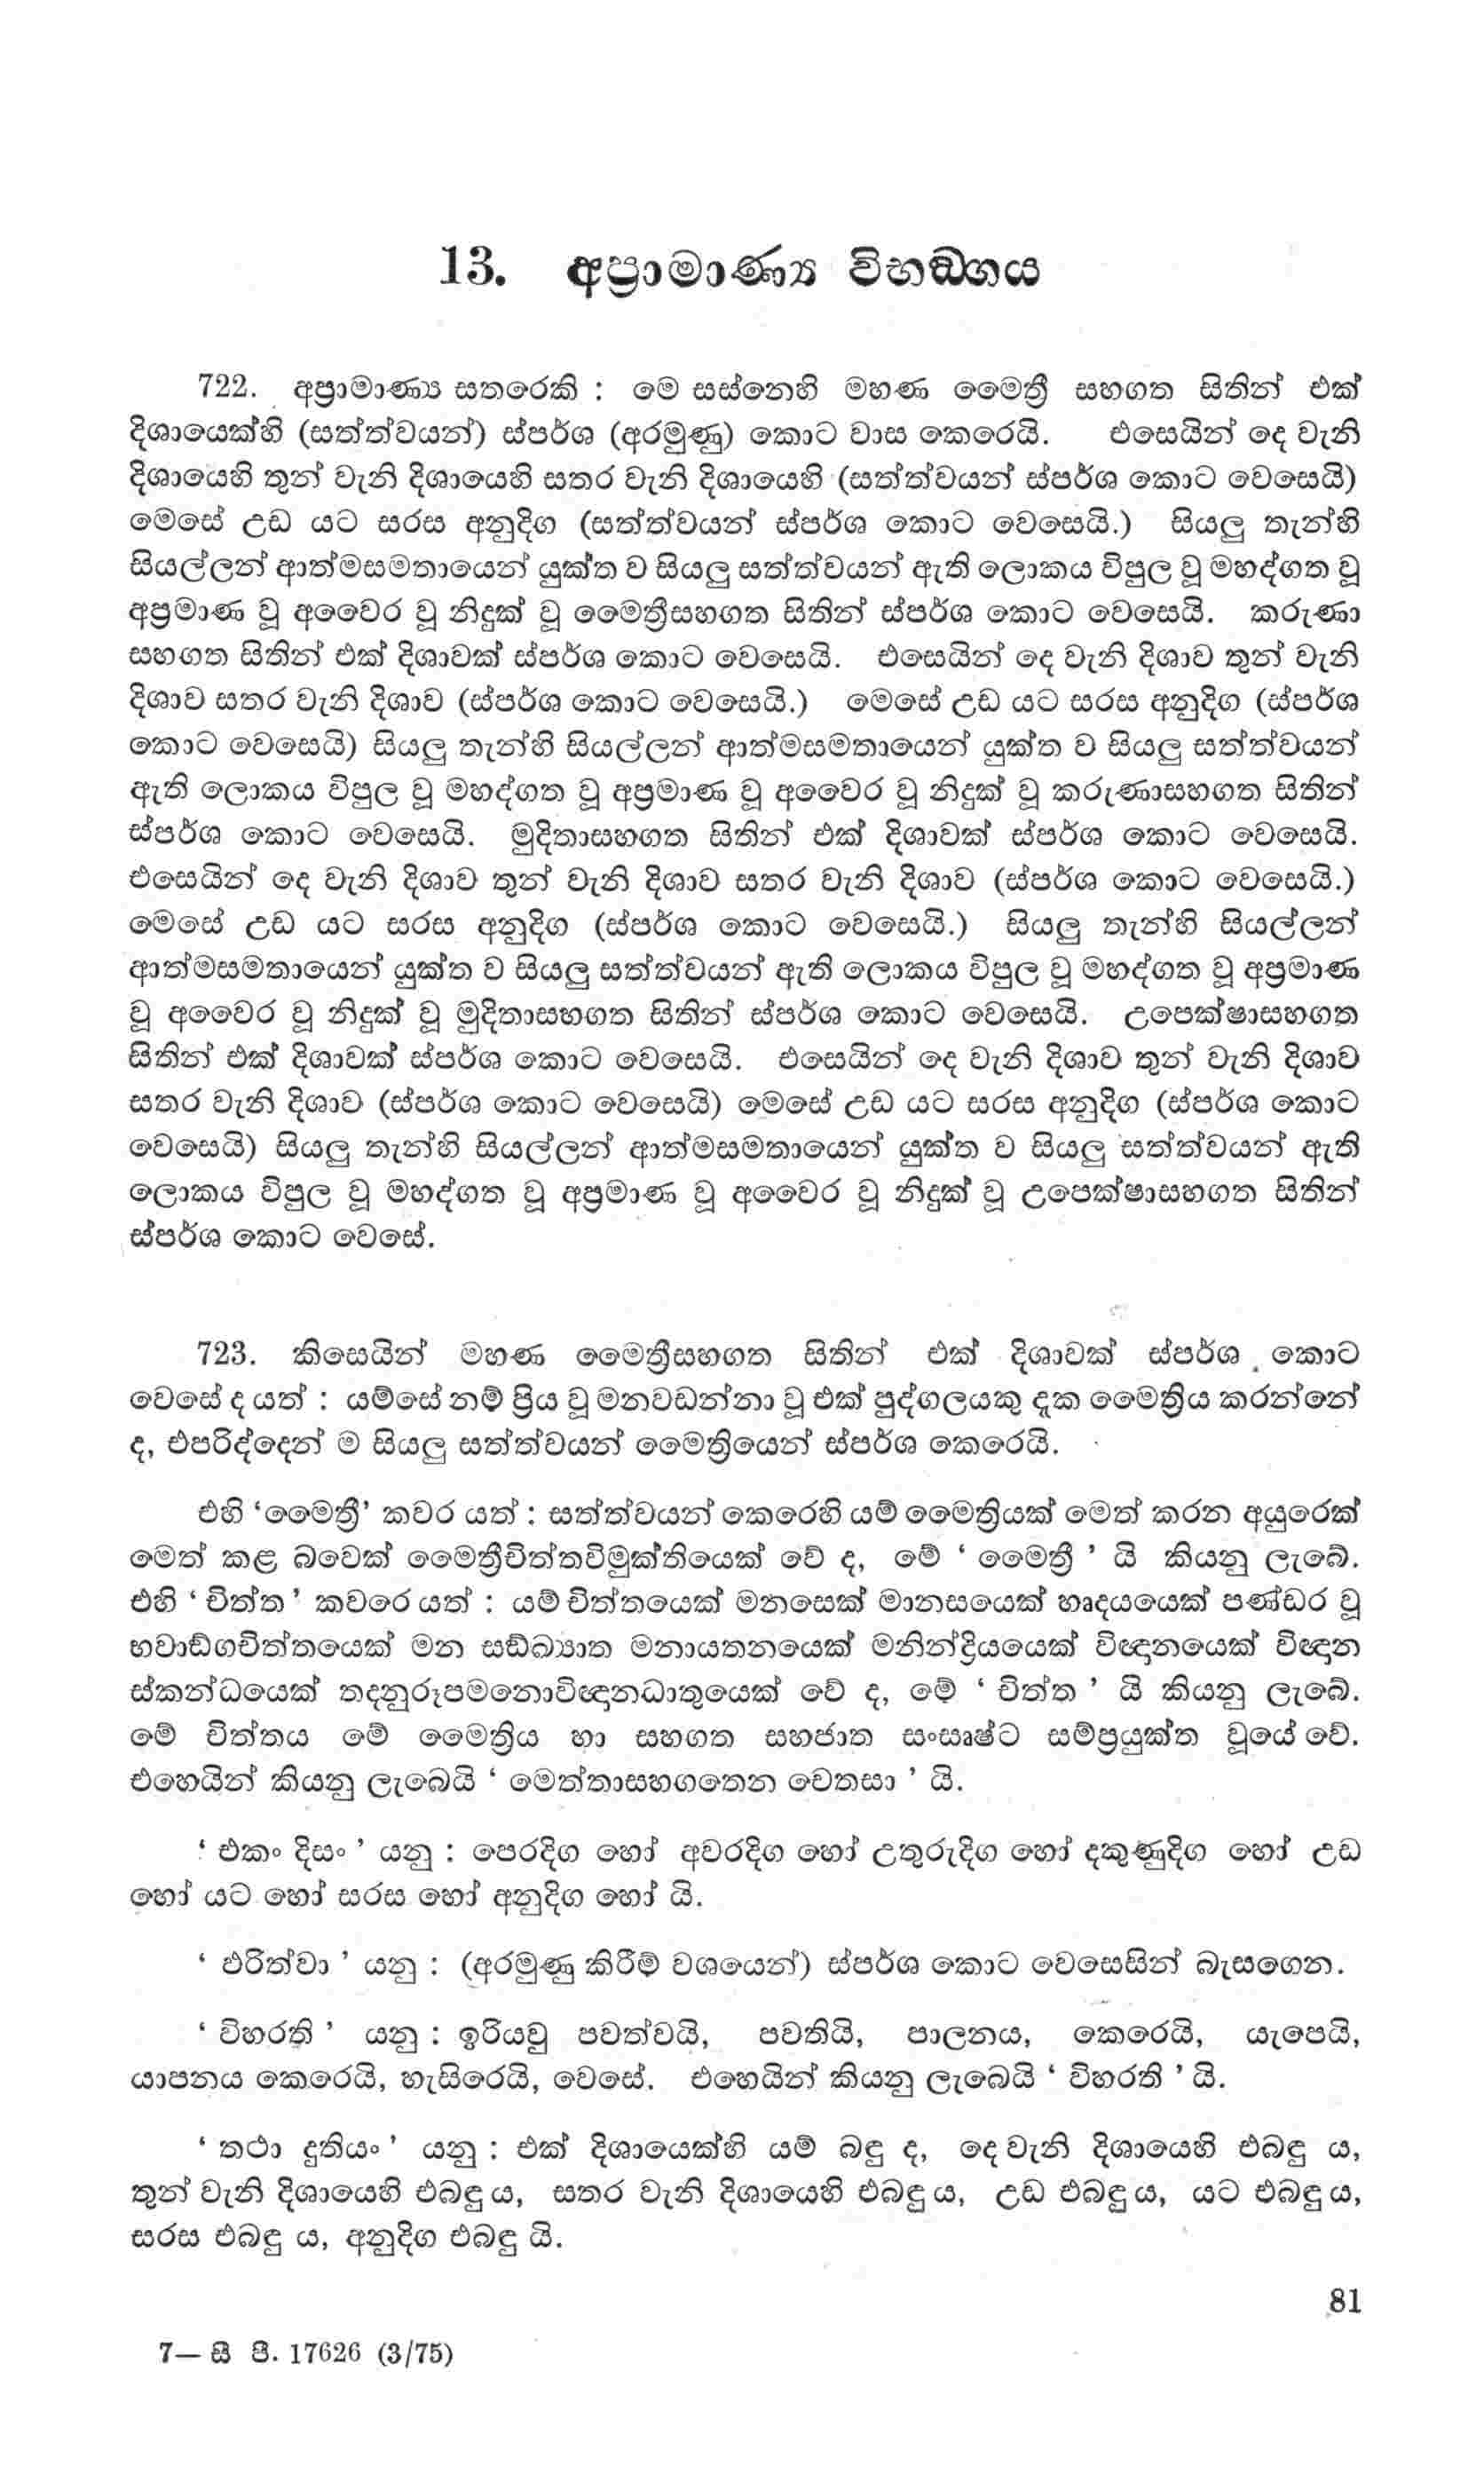 13. අප්‍රාමාණ්‍ය විභඞ්ගය
722. අප්‍රාමාණ්‍ය සතරෙකි : මෙ සස්නෙහි මහණ මෛත්‍රී සහගත සිතින් එක්
දිශායෙක්හි (සත්ත්වයන්) ස්පර්ශ (අරමුණු) කොට වාස කෙරෙයි. එසෙයින් දෙ වැනි
දිශායෙහි තුන් වැනි දිශායෙහි සතර වැනි දිශායෙහි (සත්ත්වයන් ස්පර්ශ කොට වෙසෙයි)
මෙසේ උඩ යට සරස අනුදිග (සත්ත්වයන් ස්පර්ශ කොට වෙසෙයි.) සියලු තැන්හි
සියල්ලන් ආත්මසමතායෙන් යුක්ත ව සියලු සත්ත්වයන් ඇති ලොකය විපුල වූ මහද්ගත වූ
අප්‍රමාණ වූ අවෛර වූ නිදුක් වූ මෛත්‍රීසහගත සිතින් ස්පර්ශ කොට වෙසෙයි. කරුණා
සහගත සිතින් එක් දිශාවක් ස්පර්ශ කොට වෙසෙයි. එසෙයින් දෙ වැනි දිශාව තුන් වැනි
දිශාව සතර වැනි දිශාව (ස්පර්ශ කොට වෙසෙයි.) මෙසේ උඩ යට සරස අනුදිග (ස්පර්ශ
කොට වෙසෙයි) සියලු තැන්හි සියල්ලන් ආත්මසමතායෙන් යුක්ත ව සියලු සත්ත්වයන්
ඇති ලොකය විපුල වූ මහද්ගත වූ අප්‍රමාණ වූ අවෛර වූ නිදුක් වූ කරුණාසහගත සිතින්
ස්පර්ශ කොට වෙසෙයි. මුදිතාසහගත සිතින් එක් දිශාවක් ස්පර්ශ කොට වෙසෙයි.
එසෙයින් දෙ වැනි දිශාව තුන් වැනි දිශාව සතර වැනි දිශාව (ස්පර්ශ කොට වෙසෙයි.)
මෙසේ උඩ යට සරස අනුදිග (ස්පර්ශ කොට වෙසෙයි.) සියලු තැන්හි සියල්ලන්
ආත්මසමතායෙන් යුක්ත ව සියලු සත්ත්වයන් ඇති ලොකය විපුල වූ මහද්ගත වූ අප්‍රමාණ
වූ අවෛර වූ නිදුක් වූ මුදිතාසභගත සිතින් ස්පර්ශ කොට වෙසෙයි. උපෙක්ෂාසහගත
සිතින් එක් දිශාවක් ස්පර්ශ කොට වෙසෙයි. එසෙයින් දෙ වැනි දිශාව තුන් වැනි දිශාව
සතර වැනි දිශාව (ස්පර්ශ කොට වෙසෙයි) මෙසේ උඩ යට සරස අනුදිග (ස්පර්ශ කොට
වෙසෙයි) සියලු තැන්හි සියල්ලන් ආත්මසමතායෙන් යුක්ත ව සියලු සත්ත්වයන් ඇති
ලොකය විපුල වූ මහද්ගත වූ අප්‍රමාණ වූ අවෛර වූ නිදුක් වූ උපෙක්ෂාසහගත සිතින්
ස්පර්ශ කොට වෙසේ.
723. කිසෙයින් මහණ මෛත්‍රීසහගත සිතින් එක් දිශාවක් ස්පර්ශ කොට
වෙසේ ද යත් : යම්සේ නම් ප්‍රිය වූ මනවඩන්නා වූ එක් පුද්ගලයකු දැක මෛත්‍රිය කරන්නේ
ද, එපරිද්දෙන් ම සියලු සත්ත්වයන් මෛත්‍රියෙන් ස්පර්ශ කෙරෙයි.
එහි ‘මෛත්‍රී’ කවර යත් : සත්ත්වයන් කෙරෙහි යම් මෛත්‍රියක් මෙත් කරන අයුරෙක්
මෙත් කළ බවෙක් මෛත්‍රීචිත්තවිමුක්තියෙක් වේ ද, මේ ‘ මෛත්‍රී ’ යි කියනු ලැබේ.
එහි ‘ චිත්ත ’ කවරෙ යත් : යම් චිත්තයෙක් මනසෙක් මානසයෙක් හෘදයයෙක් පණ්ඩර වූ
භවාඞ්ගචිත්තයෙක් මන සඞ්ඛ්‍යාත මනායතනයෙක් මනින්ද්‍රියයෙක් විඥානයෙක් විඥාන
ස්කන්ධයෙක් තදනුරූපමනොවිඥානධාතුයෙක් වේ ද, මේ ‘ චිත්ත ’ යි කියනු ලැබේ.
මේ චිත්තය මේ මෛත්‍රිය හා සහගත සහජාත සංසෘෂ්ට සම්ප්‍රයුක්ත වූයේ වේ.
එහෙයින් කියනු ලැබෙයි ‘ මෙත්තාසහගතෙන චෙතසා ’ යි.
‘ එකං දිසං ’ යනු : පෙරදිග හෝ අවරදිග හෝ උතුරුදිග හෝ දකුණුදිග හෝ උඩ
හෝ යට හෝ සරස හෝ අනුදිග හෝ යි.
‘ ඵරිත්වා ’ යනු : (අරමුණු කිරීම් වශයෙන්) ස්පර්ශ කොට වෙසෙසින් බැසගෙන.
‘ විහරති ’ යනු : ඉරියවු පවත්වයි, පවතියි, පාලනය, කෙරෙයි, යැපෙයි,
යාපනය කෙරෙයි, හැසිරෙයි, වෙසේ. එහෙයින් කියනු ලැබෙයි ‘ විහරති ’ යි.
‘ තථා දුතියං ’ යනු : එක් දිශායෙක්හි යම් බඳු ද, දෙ වැනි දිශායෙහි එබඳු ය,
තුන් වැනි දිශායෙහි එබඳු ය, සතර වැනි දිශායෙහි එබඳු ය, උඩ එබඳු ය, යට එබඳු ය,
සරස එබඳු ය, අනුදිග එබඳු යි.
81
7— සී පී. 17626 (3/75)